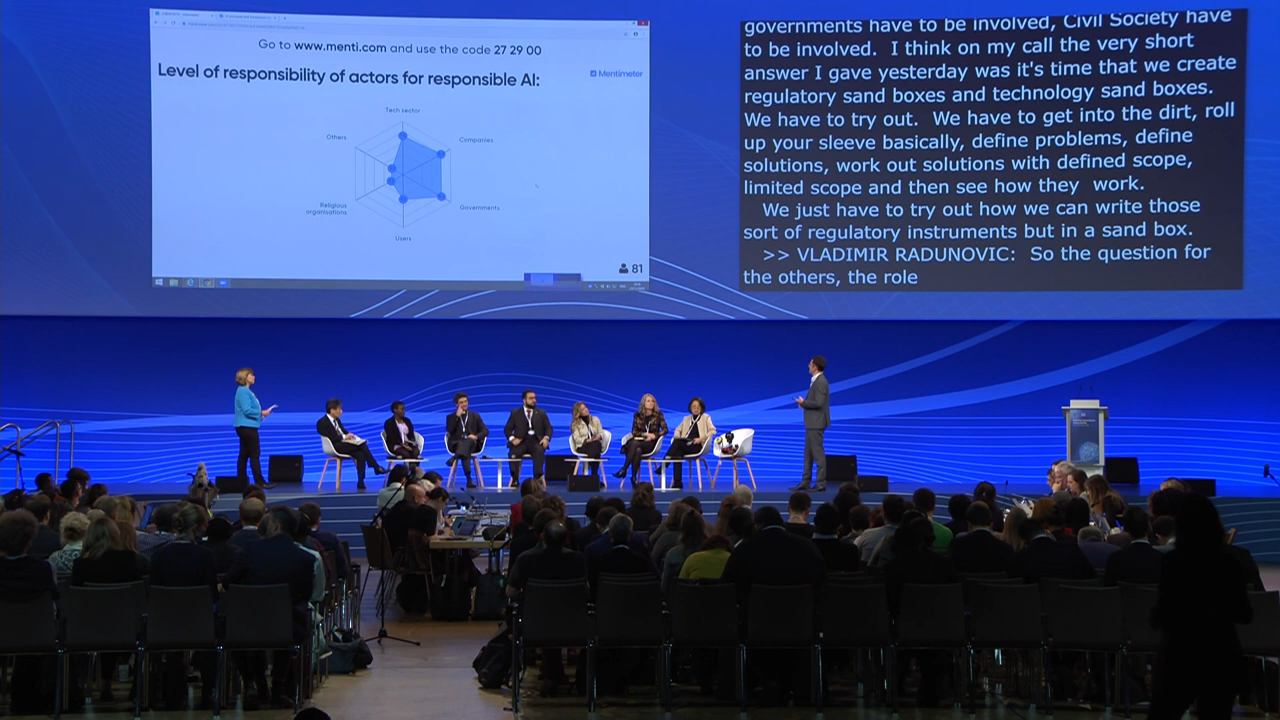 Go to www.menti.com and use the code 27 29 00
Level of responsibility of actors for responsible AI:
Mentimeter
Tech sector
Others
Companies
Religious
organisations
Governments
Users
81
governments have to be involved, Civil Society have
to be involved.  I think on my call the very short
answer I gave yesterday was it's time that we create
regulatory sand boxes and technology sand boxes.
We have to try out.  We have to get into the dirt, roll
up your sleeve basically, define problems, define
solutions, work out solutions with defined scope,
limited scope and then see how they  work.
We just have to try out how we can write those
sort of regulatory instruments but in a sand box.
>> VLADIMIR RADUNOVIC:  So the question for
the others, the role